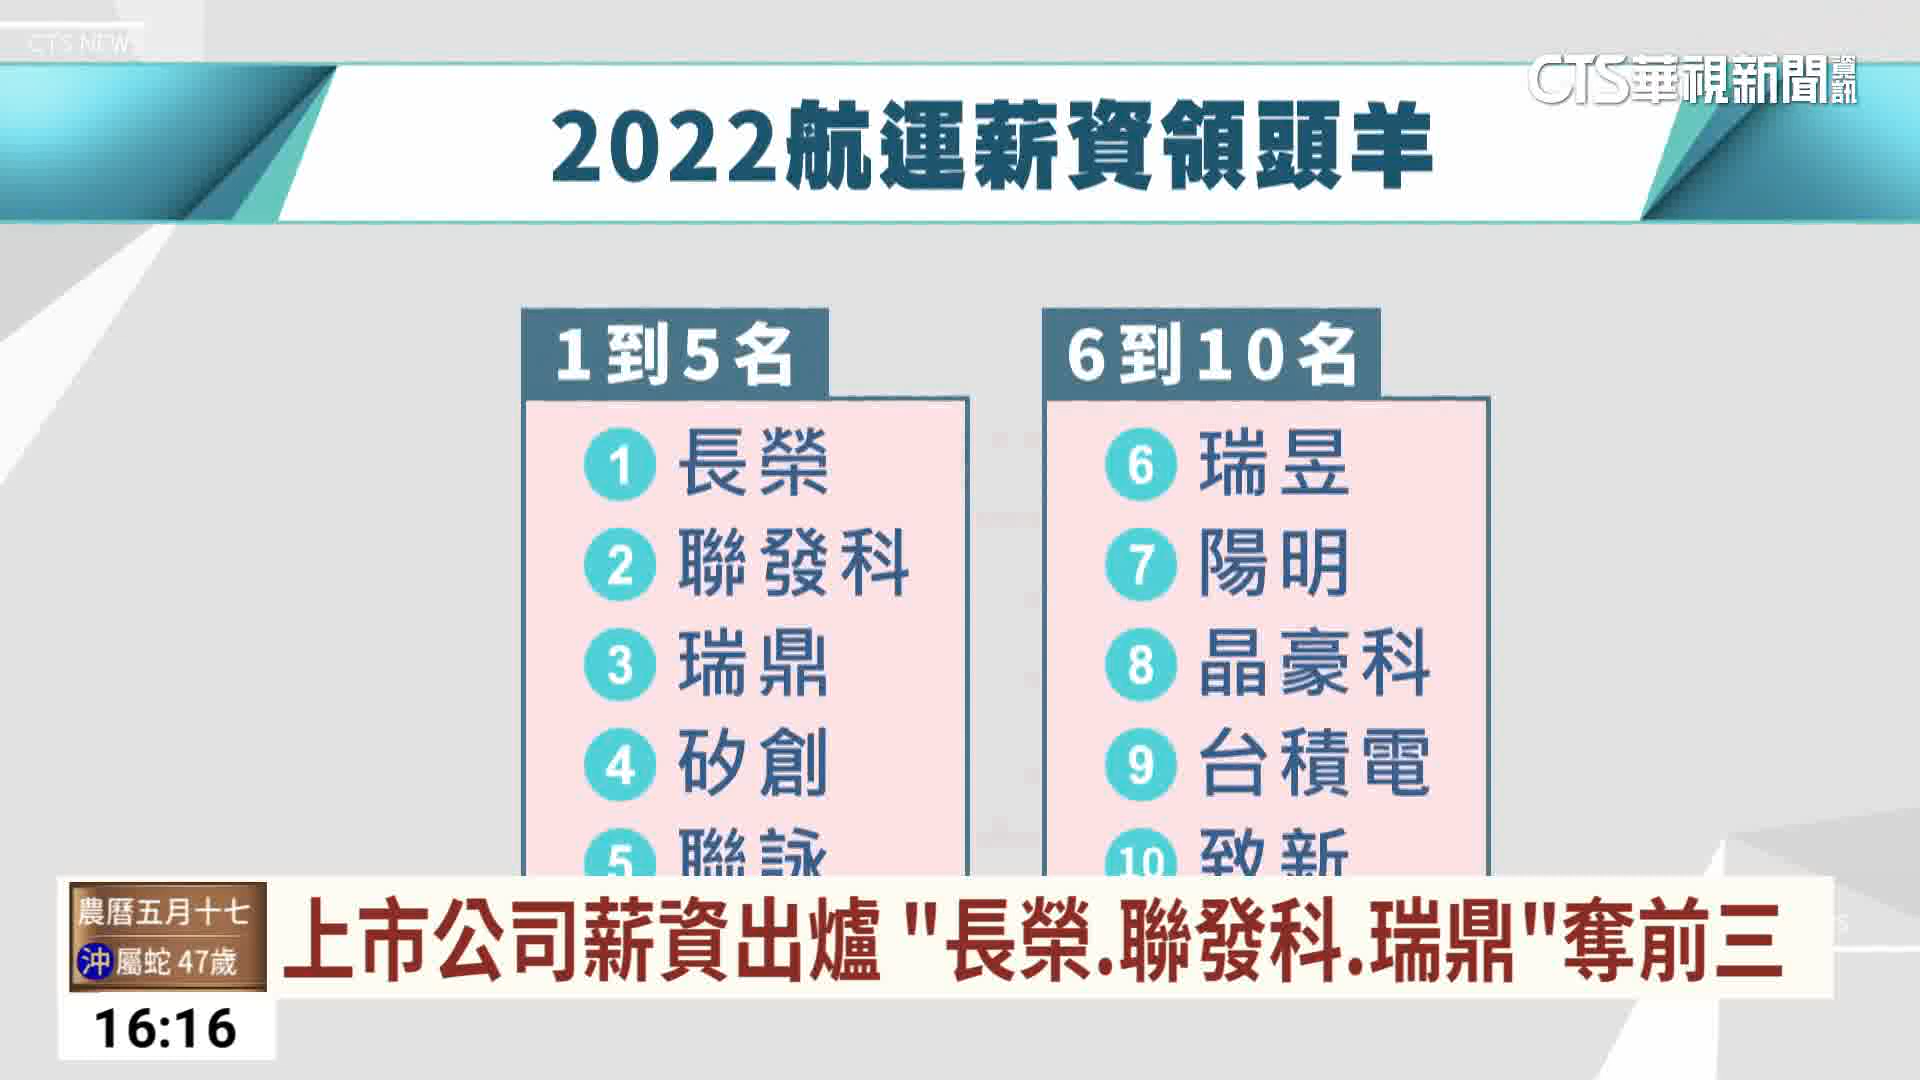 CTS NEWS
CTS華視新聞資訊
2022航運薪資領頭羊
1到5名
1 長榮
2 聯發科
3 瑞鼎
4 矽創
5 聯詠
6到10名
6 瑞昱
7 陽明
8 晶豪科
9 台積電
10 致新
農曆五月十七
沖屬蛇 47歲
上市公司薪資出爐 "長榮.聯發科.瑞鼎"奪前三
16:16